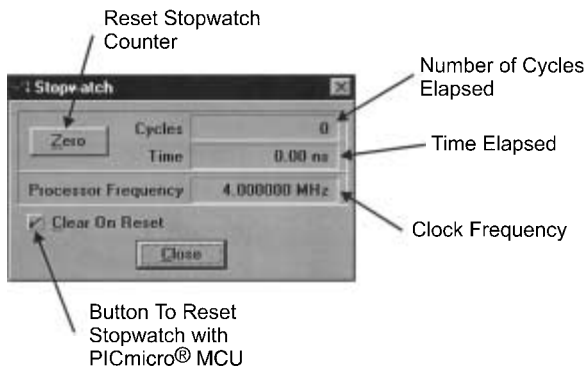 Reset Stopwatch
Counter
Stopwatch
Number of Cycles
Elapsed
Zero
Cycles
0
Time
0.00 ns
Time Elapsed
Processor Frequency
4.000000 MHz
Clear On Reset
Clock Frequency
Close
Button To Reset
Stopwatch with
PICmicro® MCU